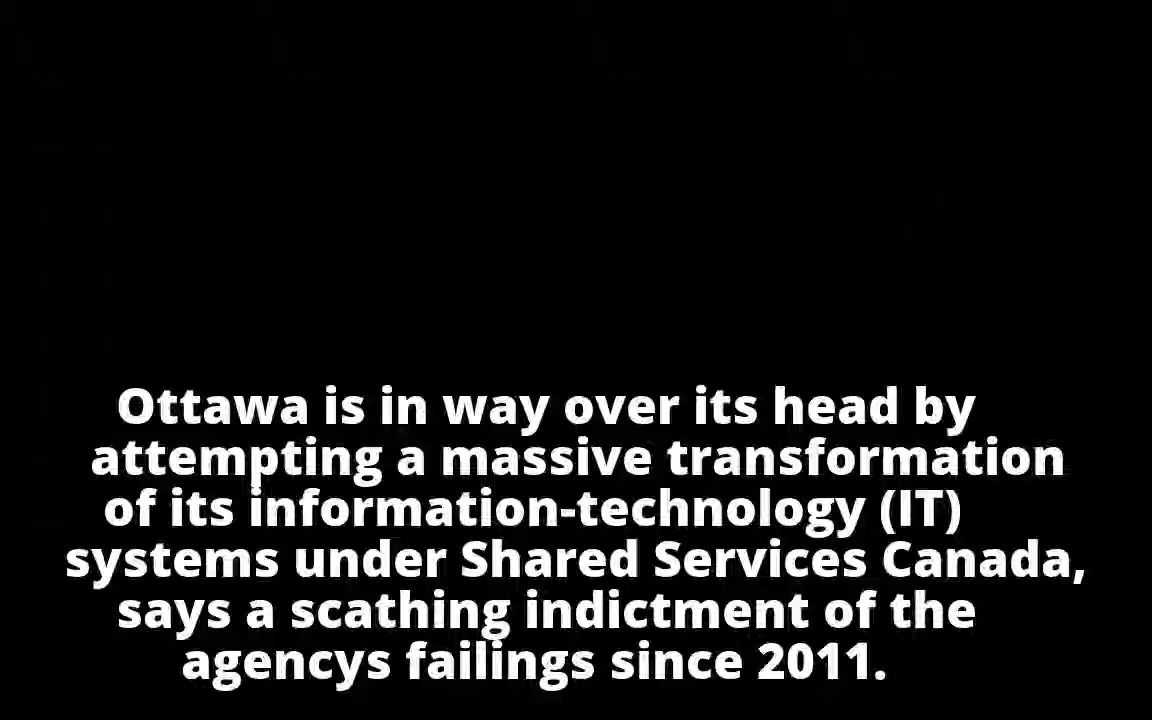 Ottawa is in way over its head by
attempting a massive transformation
of its information-technology (IT)
systems under Shared Services Canada,
says a scathing indictment of the
agencys failings since 2011.